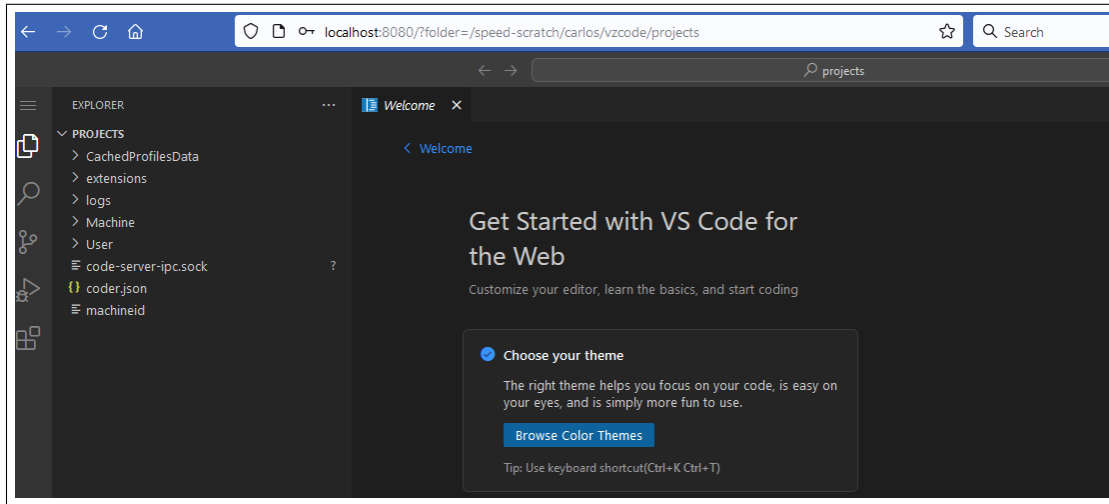 localhost:8080/?folder=/speed-scratch/carlos/vzcode/projects
Search
projects
EXPLORER
Welcome
PROJECTS
CachedProfilesData
extensions
logs
Machine
User
code-server-ipc.sock ?
{} coder.json
machineid
< Welcome
Get Started with VS Code for
the Web
Customize your editor, learn the basics, and start coding
Choose your theme
The right theme helps you focus on your code, is easy on
your eyes, and is simply more fun to use.
Browse Color Themes
Tip: Use keyboard shortcut(Ctrl+K Ctrl+T)